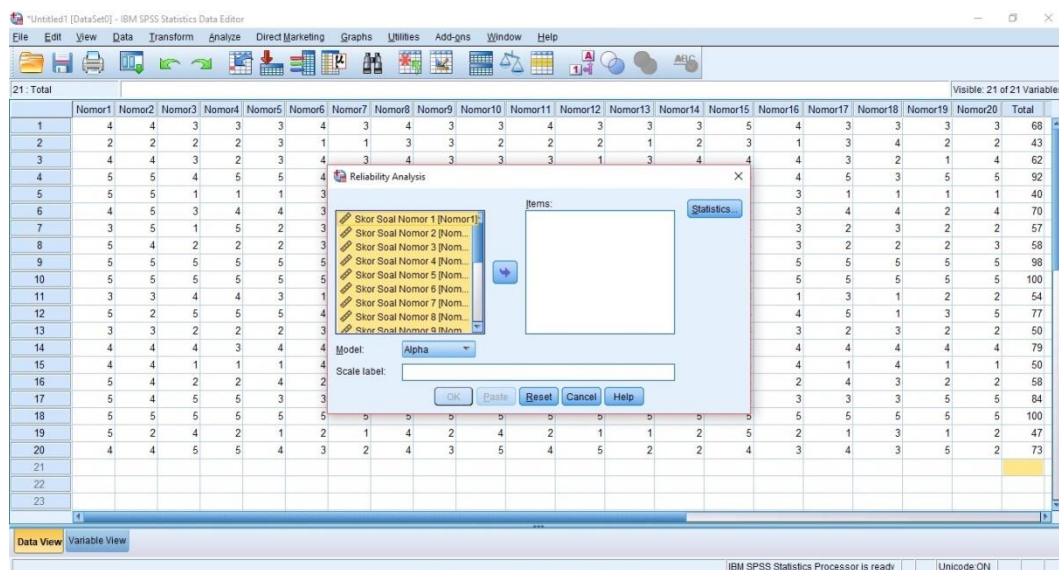 *Untitled1 [DataSet0] - IBM SPSS Statistics Data Editor
File Edit View Data Transform Analyze Direct Marketing Graphs Utilities Add-ons Window Help
21 : Total
Visible: 21 of 21 Variables
Nomor1 Nomor2 Nomor3 Nomor4 Nomor5 Nomor6 Nomor7 Nomor8 Nomor9 Nomor10 Nomor11 Nomor12 Nomor13 Nomor14 Nomor15 Nomor16 Nomor17 Nomor18 Nomor19 Nomor20 Total
1 4 4 3 3 3 4 3 4 3 3 4 3 3 3 5 4 3 3 3 3 68
2 2 2 2 2 3 1 1 3 3 2 2 2 1 2 3 1 3 4 2 2 43
3 4 4 3 2 3 4 3 4 3 3 3 1 3 4 4 4 3 2 1 4 62
4 5 5 4 5 5 4 4 5 3 5 5 92
5 5 5 1 1 1 3 3 1 1 1 1 40
6 4 5 3 4 4 3 3 4 4 2 4 70
7 3 5 1 5 2 3 3 2 3 2 2 57
8 5 4 2 2 2 3 3 2 2 2 3 58
9 5 5 5 5 5 5 5 5 5 5 5 98
10 5 5 5 5 5 5 5 5 5 5 5 100
11 3 3 4 4 3 1 1 3 1 2 2 54
12 5 2 5 5 5 4 4 5 1 3 5 77
13 3 3 2 2 2 3 3 2 3 2 2 50
14 4 4 4 3 4 4 4 4 4 4 4 79
15 4 4 1 1 1 4 4 1 4 1 1 50
16 5 4 2 2 4 2 2 4 3 2 2 58
17 5 4 5 5 3 3 3 3 3 5 5 84
18 5 5 5 5 5 5 5 5 5 5 5 5 5 5 5 5 5 5 5 5 100
19 5 2 4 2 1 2 1 4 2 4 2 1 1 2 5 2 1 3 1 2 47
20 4 4 5 5 4 3 2 4 3 5 4 5 2 2 4 3 4 3 5 2 73
21
22
23
Reliability Analysis
Items:
Statistics...
Skor Soal Nomor 1 [Nomor1]
Skor Soal Nomor 2 [Nom...
Skor Soal Nomor 3 [Nom...
Skor Soal Nomor 4 [Nom...
Skor Soal Nomor 5 [Nom...
Skor Soal Nomor 6 [Nom...
Skor Soal Nomor 7 [Nom...
Skor Soal Nomor 8 [Nom...
Skor Soal Nomor 9 [Nom...
Model: Alpha
Scale label:
OK Paste Reset Cancel Help
Data View Variable View
IBM SPSS Statistics Processor is ready Unicode:ON